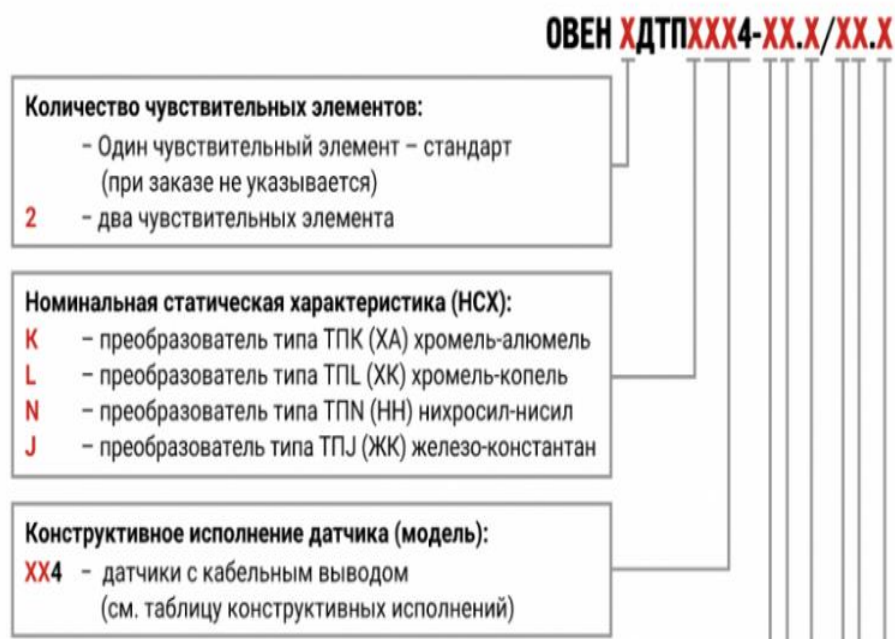 ОВЕН ХДТПХХХ4-ХХ.Х/ХХ.Х
Количество чувствительных элементов:
– Один чувствительный элемент – стандарт
(при заказе не указывается)
2 – два чувствительных элемента
Номинальная статическая характеристика (НСХ):
K – преобразователь типа ТПK (ХА) хромель-алюмель
L – преобразователь типа ТПL (ХК) хромель-копель
N – преобразователь типа ТПN (НН) нихросил-нисил
J – преобразователь типа ТПJ (ЖК) железо-константан
Конструктивное исполнение датчика (модель):
ХХ4 – датчики с кабельным выводом
(см. таблицу конструктивных исполнений)